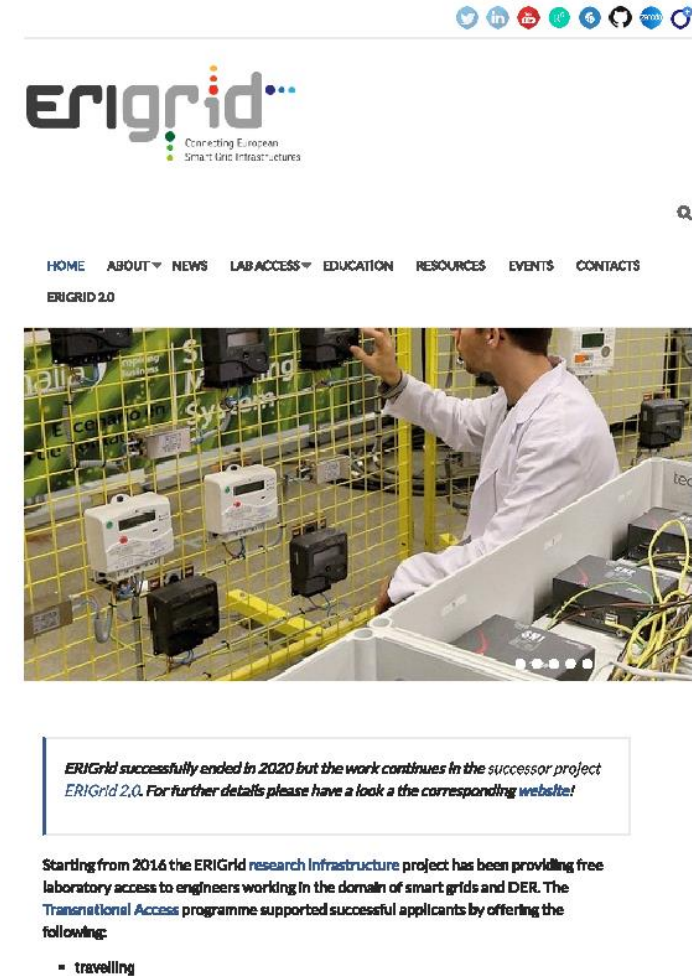 ERIGrid
Connecting European
Smart Grid Infrastructures
HOME ABOUT NEWS LAB ACCESS EDUCATION RESOURCES EVENTS CONTACTS
ERIGRID 2.0
ERIGrid successfully ended in 2020 but the work continues in the successor project
ERIGrid 2,0. For further details please have a look a the corresponding website!
Starting from 2016 the ERIGrid research infrastructure project has been providing free
laboratory access to engineers working in the domain of smart grids and DER. The
Transnational Access programme supported successful applicants by offering the
following:
▪ travelling